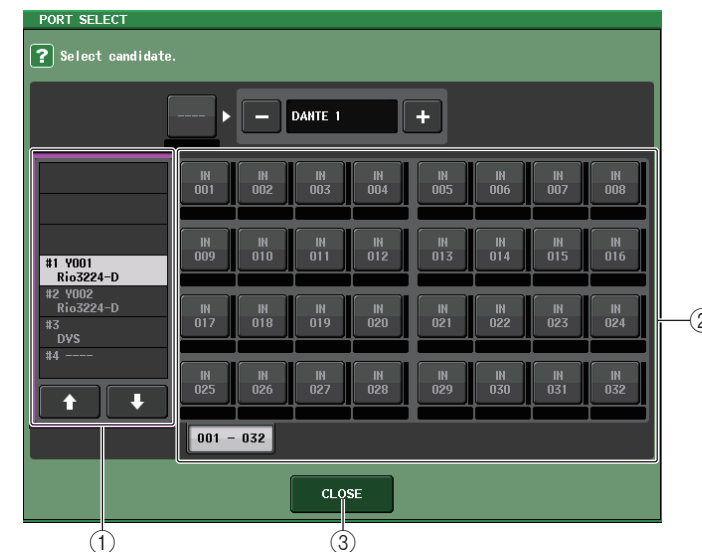 PORT SELECT
? Select candidate.
---- − DANTE 1 +
#1 Y001
Rio3224-D
#2 Y002
Rio3224-D
#3
DVS
#4 ----
IN 001 IN 002 IN 003 IN 004 IN 005 IN 006 IN 007 IN 008
IN 009 IN 010 IN 011 IN 012 IN 013 IN 014 IN 015 IN 016
IN 017 IN 018 IN 019 IN 020 IN 021 IN 022 IN 023 IN 024
IN 025 IN 026 IN 027 IN 028 IN 029 IN 030 IN 031 IN 032
001 - 032
CLOSE
①
②
③